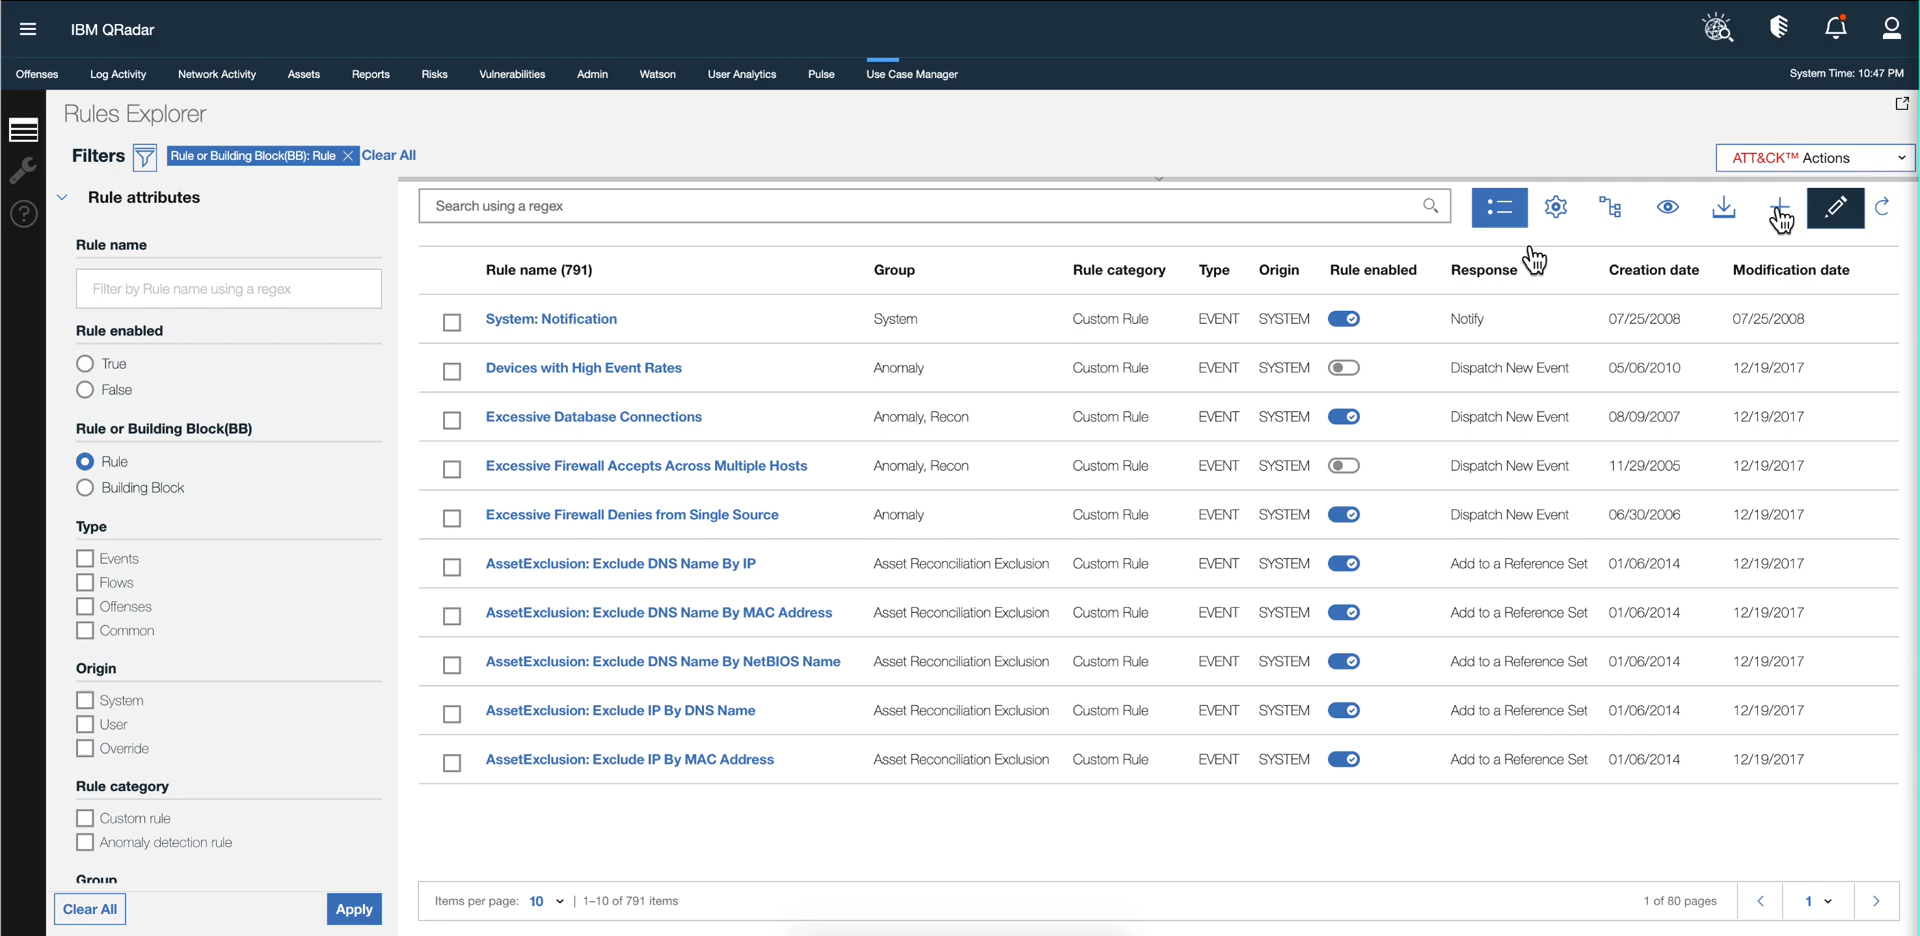 IBM QRadar
Offenses Log Activity Network Activity Assets Reports Risks Vulnerabilities Admin Watson User Analytics Pulse Use Case Manager System Time: 10:47 PM
Rules Explorer
Filters Rule or Building Block(BB): Rule Clear All
ATT&CK™ Actions
Rule attributes
Rule name
Filter by Rule name using a regex
Rule enabled
True
False
Rule or Building Block(BB)
Rule
Building Block
Type
Events
Flows
Offenses
Common
Origin
System
User
Override
Rule category
Custom rule
Anomaly detection rule
Group
Clear All Apply
Search using a regex
Rule name (791) Group Rule category Type Origin Rule enabled Response Creation date Modification date
System: Notification System Custom Rule EVENT SYSTEM Notify 07/25/2008 07/25/2008
Devices with High Event Rates Anomaly Custom Rule EVENT SYSTEM Dispatch New Event 05/06/2010 12/19/2017
Excessive Database Connections Anomaly, Recon Custom Rule EVENT SYSTEM Dispatch New Event 08/09/2007 12/19/2017
Excessive Firewall Accepts Across Multiple Hosts Anomaly, Recon Custom Rule EVENT SYSTEM Dispatch New Event 11/29/2005 12/19/2017
Excessive Firewall Denies from Single Source Anomaly Custom Rule EVENT SYSTEM Dispatch New Event 06/30/2006 12/19/2017
AssetExclusion: Exclude DNS Name By IP Asset Reconciliation Exclusion Custom Rule EVENT SYSTEM Add to a Reference Set 01/06/2014 12/19/2017
AssetExclusion: Exclude DNS Name By MAC Address Asset Reconciliation Exclusion Custom Rule EVENT SYSTEM Add to a Reference Set 01/06/2014 12/19/2017
AssetExclusion: Exclude DNS Name By NetBIOS Name Asset Reconciliation Exclusion Custom Rule EVENT SYSTEM Add to a Reference Set 01/06/2014 12/19/2017
AssetExclusion: Exclude IP By DNS Name Asset Reconciliation Exclusion Custom Rule EVENT SYSTEM Add to a Reference Set 01/06/2014 12/19/2017
AssetExclusion: Exclude IP By MAC Address Asset Reconciliation Exclusion Custom Rule EVENT SYSTEM Add to a Reference Set 01/06/2014 12/19/2017
Items per page: 10 | 1–10 of 791 items 1 of 80 pages 1